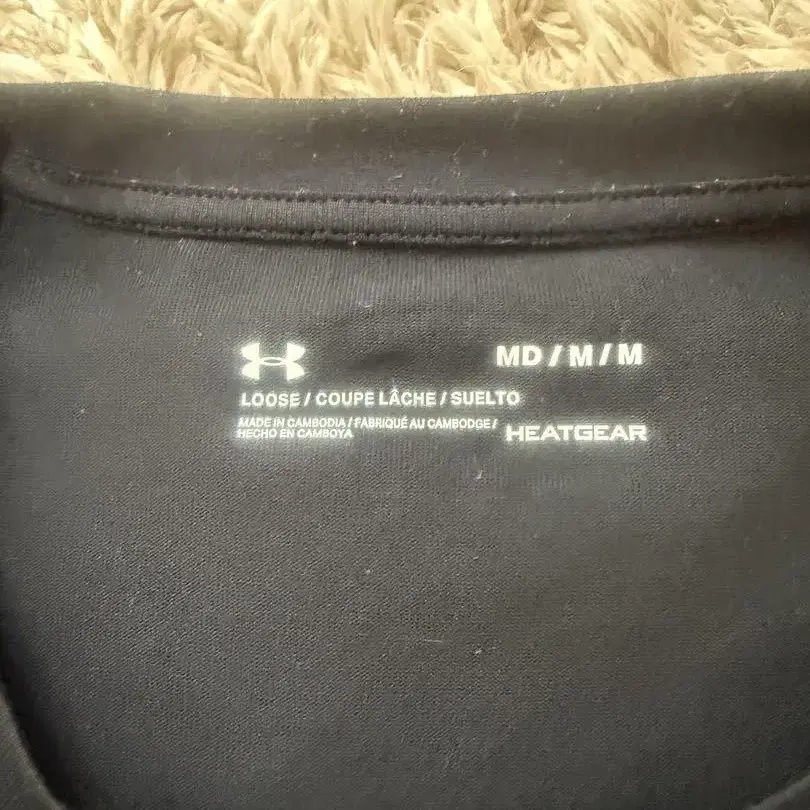 MD / M / M
LOOSE / COUPE LÂCHE / SUELTO
MADE IN CAMBODIA / FABRIQUÉ AU CAMBODGE /
HECHO EN CAMBOYA
HEATGEAR